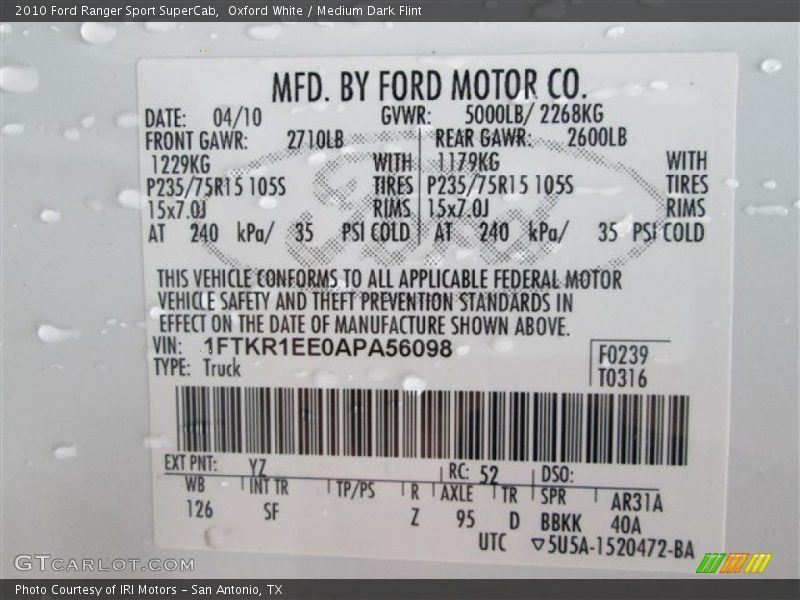 2010 Ford Ranger Sport SuperCab,  Oxford White / Medium Dark Flint
MFD. BY FORD MOTOR CO.
DATE: 04/10 GVWR: 5000LB/ 2268KG
FRONT GAWR: 2710LB REAR GAWR: 2600LB
1229KG WITH 1179KG WITH
P235/75R15 105S TIRES P235/75R15 105S TIRES
15x7.0J RIMS 15x7.0J RIMS
AT 240 kPa/ 35 PSI COLD AT 240 kPa/ 35 PSI COLD
THIS VEHICLE CONFORMS TO ALL APPLICABLE FEDERAL MOTOR
VEHICLE SAFETY AND THEFT PREVENTION STANDARDS IN
EFFECT ON THE DATE OF MANUFACTURE SHOWN ABOVE.
VIN: 1FTKR1EE0APA56098 F0239
TYPE: Truck T0316
EXT PNT: YZ RC: 52 DSO:
WB INT TR TP/PS R AXLE TR SPR AR31A
126 SF Z 95 D BBKK 40A
UTC ▽5U5A-1520472-BA
GTCARLOT.COM
Photo Courtesy of IRI Motors - San Antonio, TX